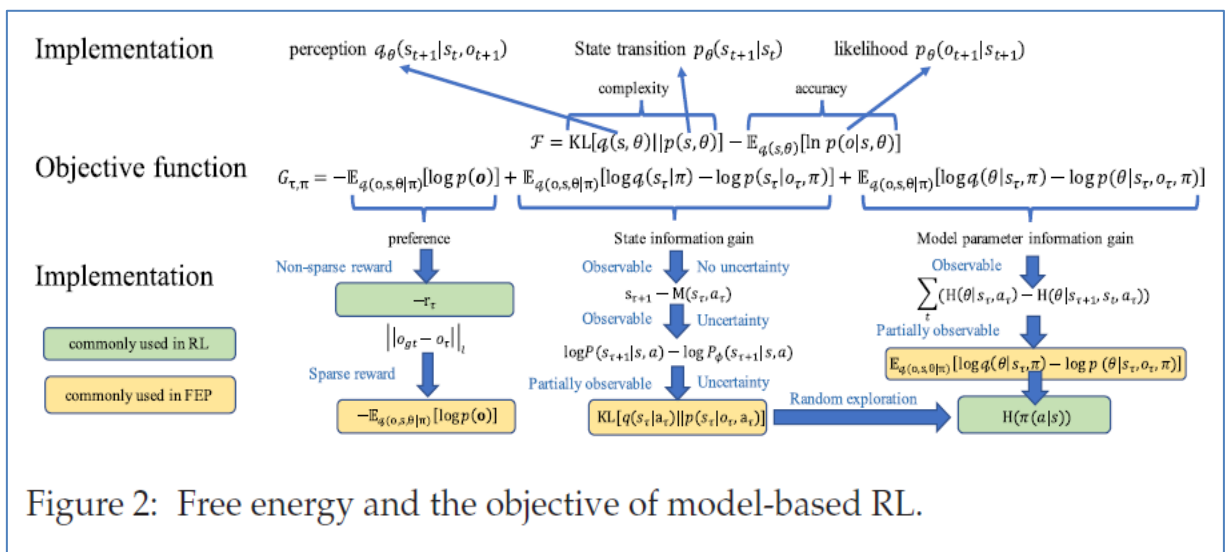 Implementation perception q_θ(s_{t+1}|s_t, o_{t+1}) State transition p_θ(s_{t+1}|s_t) likelihood p_θ(o_{t+1}|s_{t+1})
complexity accuracy
ℱ = KL[q(s, θ)||p(s, θ)] − 𝔼_{q(s,θ)}[ln p(o|s, θ)]
Objective function
G_{τ,π} = −𝔼_{q(o,s,θ|π)}[log p(o)] + 𝔼_{q(o,s,θ|π)}[log q(s_τ|π) − log p(s_τ|o_τ, π)] + 𝔼_{q(o,s,θ|π)}[log q(θ|s_τ, π) − log p(θ|s_τ, o_τ, π)]
preference State information gain Model parameter information gain
Implementation Non-sparse reward Observable No uncertainty Observable
−r_τ s_{τ+1} − M(s_τ, a_τ) ∑_t (H(θ|s_τ, a_τ) − H(θ|s_{τ+1}, s_t, a_τ))
commonly used in RL ||o_{gt} − o_τ||_l Observable Uncertainty Partially observable
logP(s_{τ+1}|s, a) − logP_ϕ(s_{τ+1}|s, a) 𝔼_{q(o,s,θ|π)}[log q(θ|s_τ, π) − log p (θ|s_τ, o_τ, π)]
commonly used in FEP Sparse reward Partially observable Uncertainty
−𝔼_{q(o,s,θ|π)}[log p(o)] KL[q(s_τ|a_τ)||p(s_τ|o_τ, a_τ)] Random exploration H(π(a|s))
Figure 2: Free energy and the objective of model-based RL.